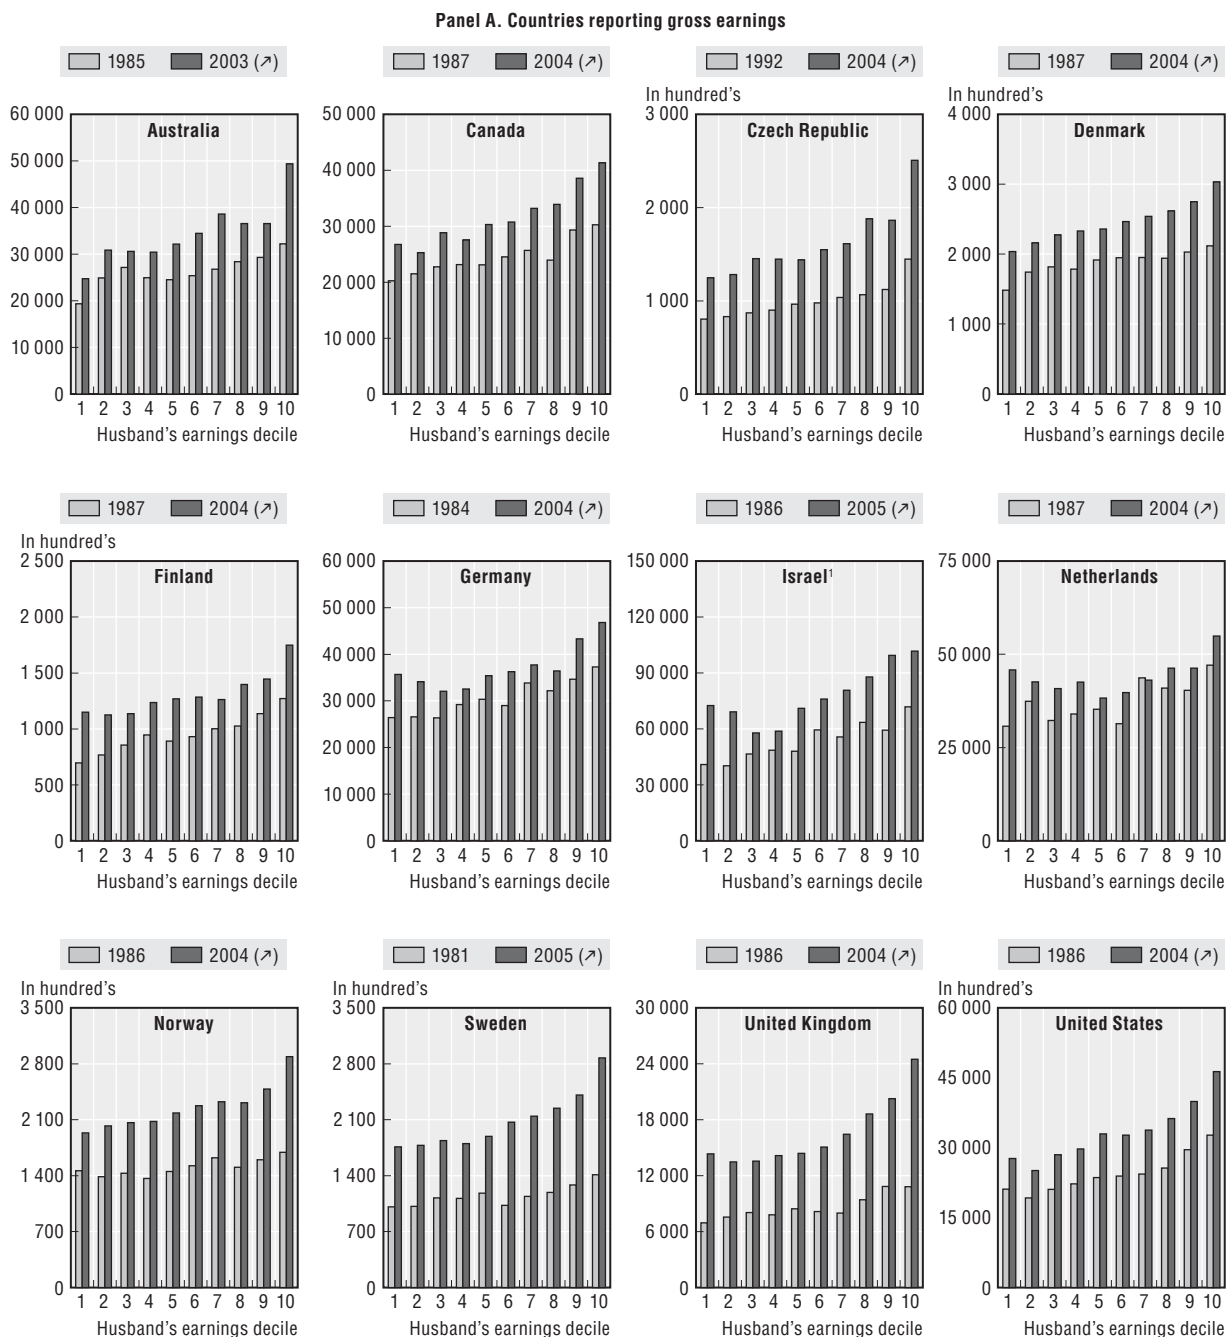 Panel A. Countries reporting gross earnings
1985 2003 (↗)
60 000
50 000
40 000
30 000
20 000
10 000
0
Australia
1 2 3 4 5 6 7 8 9 10
Husband's earnings decile
1987 2004 (↗)
50 000
40 000
30 000
20 000
10 000
0
Canada
1 2 3 4 5 6 7 8 9 10
Husband's earnings decile
1992 2004 (↗)
In hundred's
3 000
2 000
1 000
0
Czech Republic
1 2 3 4 5 6 7 8 9 10
Husband's earnings decile
1987 2004 (↗)
In hundred's
4 000
3 000
2 000
1 000
0
Denmark
1 2 3 4 5 6 7 8 9 10
Husband's earnings decile
1987 2004 (↗)
In hundred's
2 500
2 000
1 500
1 000
500
0
Finland
1 2 3 4 5 6 7 8 9 10
Husband's earnings decile
1984 2004 (↗)
60 000
50 000
40 000
30 000
20 000
10 000
0
Germany
1 2 3 4 5 6 7 8 9 10
Husband's earnings decile
1986 2005 (↗)
150 000
120 000
90 000
60 000
30 000
0
Israel¹
1 2 3 4 5 6 7 8 9 10
Husband's earnings decile
1987 2004 (↗)
75 000
50 000
25 000
0
Netherlands
1 2 3 4 5 6 7 8 9 10
Husband's earnings decile
1986 2004 (↗)
In hundred's
3 500
2 800
2 100
1 400
700
0
Norway
1 2 3 4 5 6 7 8 9 10
Husband's earnings decile
1981 2005 (↗)
In hundred's
3 500
2 800
2 100
1 400
700
0
Sweden
1 2 3 4 5 6 7 8 9 10
Husband's earnings decile
1986 2004 (↗)
30 000
24 000
18 000
12 000
6 000
0
United Kingdom
1 2 3 4 5 6 7 8 9 10
Husband's earnings decile
1986 2004 (↗)
In hundred's
60 000
45 000
30 000
15 000
0
United States
1 2 3 4 5 6 7 8 9 10
Husband's earnings decile